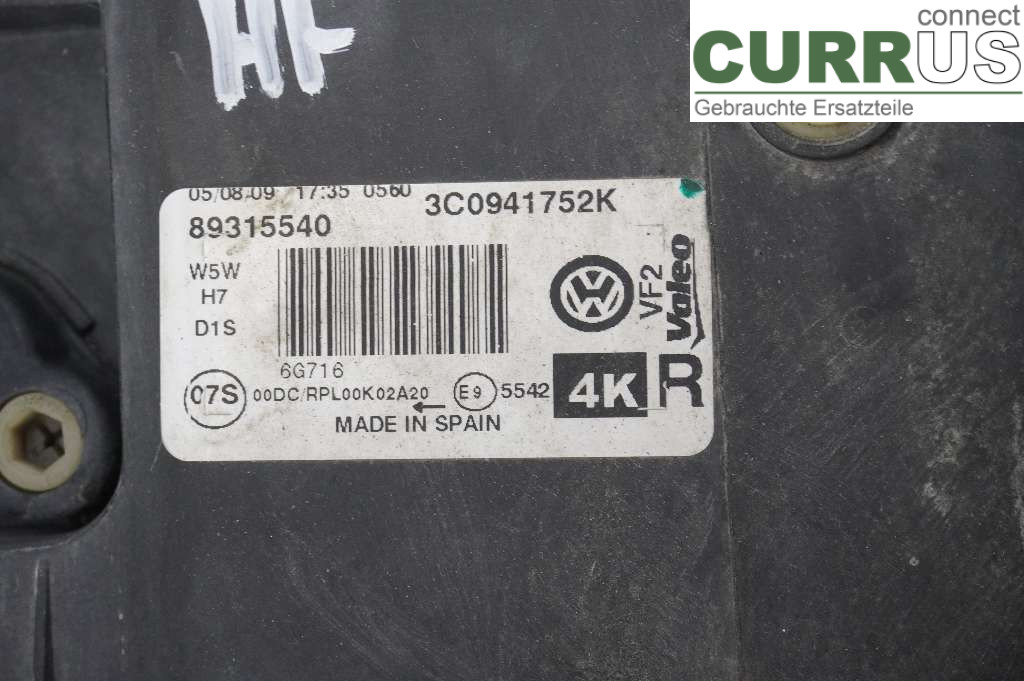 connect
CURRUS
Gebrauchte Ersatzteile
05/08/09 17:35 0560
3C0941752K
89315540
W5W
H7
D1S
6G716
VF2
Valeo
07S
00DC/RPL00K02A20
E9
5542
4K
R
MADE IN SPAIN